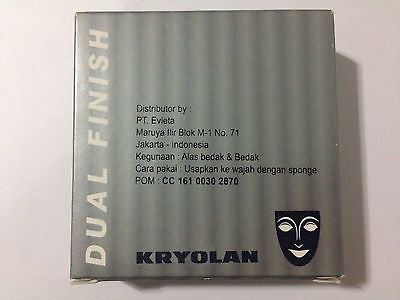 DUAL FINISH
Distributor by :
PT. Evieta
Maruya Ilir Blok M-1 No. 71
Jakarta - Indonesia
Kegunaan : Alas bedak & Bedak
Cara pakai : Usapkan ke wajah dengan sponge
POM : CC 161 0030 2870
KRYOLAN